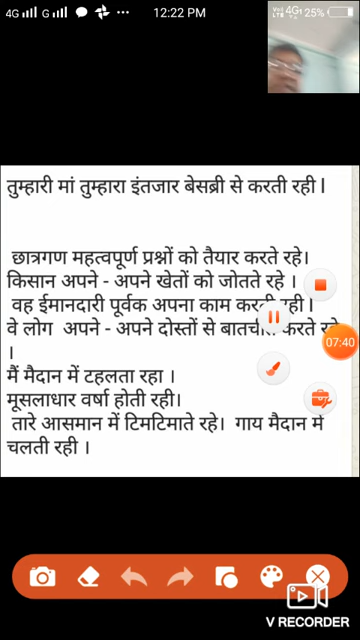 4G G 12:22 PM VoLTE 4G 25%
तुम्हारी मां तुम्हारा इंतजार बेसब्री से करती रही l
छात्रगण महत्वपूर्ण प्रश्नों को तैयार करते रहे।
किसान अपने - अपने खेतों को जोतते रहे ।
वह ईमानदारी पूर्वक अपना काम करती रही l
वे लोग अपने - अपने दोस्तों से बातचीत करते रहे
।
07:40
मैं मैदान में टहलता रहा ।
मूसलाधार वर्षा होती रही।
तारे आसमान में टिमटिमाते रहे। गाय मैदान में
चलती रही ।
V RECORDER